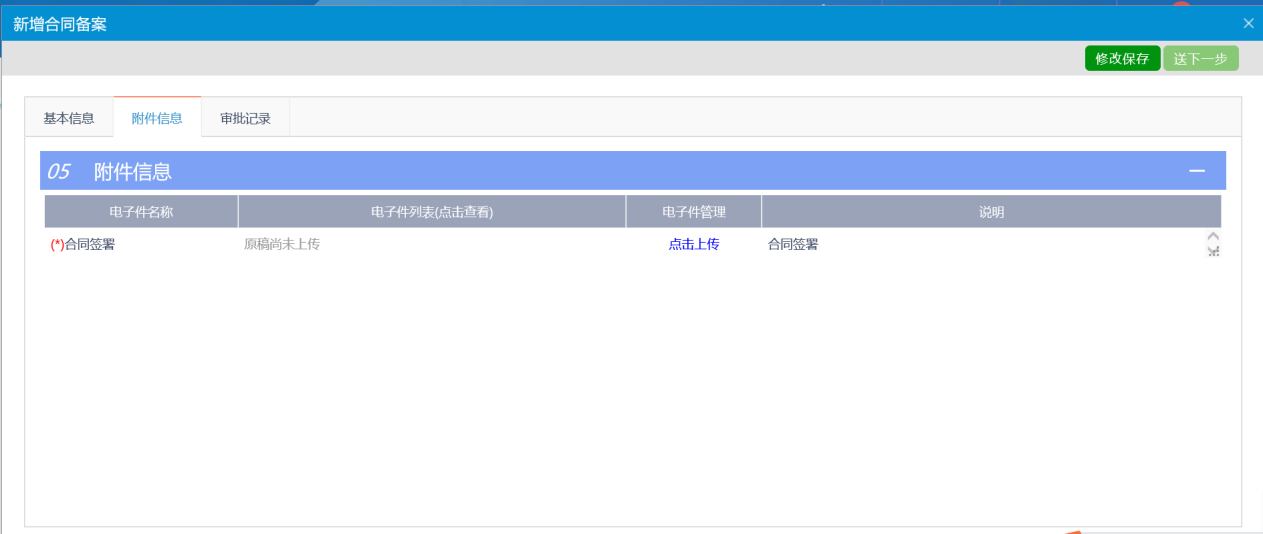 新增合同备案
修改保存 送下一步
基本信息 附件信息 审批记录
05 附件信息
电子件名称 电子件列表(点击查看) 电子件管理 说明
(*)合同签署 原稿尚未上传 点击上传 合同签署